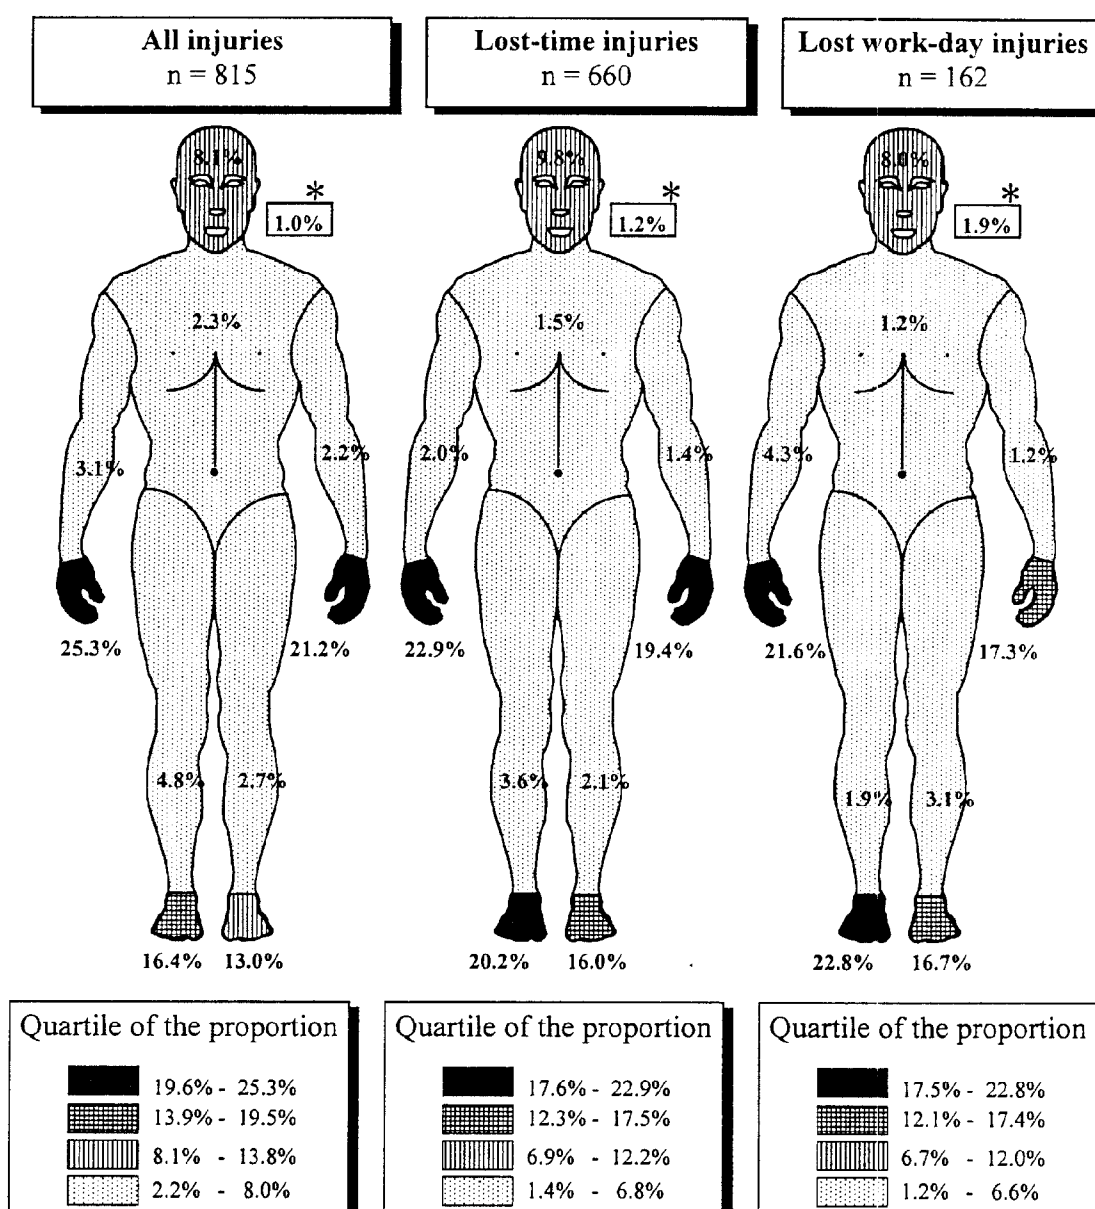 All injuries
n = 815
Lost-time injuries
n = 660
Lost work-day injuries
n = 162
8.1%
*
1.0%
2.3%
3.1%
2.2%
25.3%
21.2%
4.8%
2.7%
16.4%
13.0%
9.8%
*
1.2%
1.5%
2.0%
1.4%
22.9%
19.4%
3.6%
2.1%
20.2%
16.0%
8.0%
*
1.9%
1.2%
4.3%
1.2%
21.6%
17.3%
1.9%
3.1%
22.8%
16.7%
Quartile of the proportion
19.6% - 25.3%
13.9% - 19.5%
8.1% - 13.8%
2.2% - 8.0%
Quartile of the proportion
17.6% - 22.9%
12.3% - 17.5%
6.9% - 12.2%
1.4% - 6.8%
Quartile of the proportion
17.5% - 22.8%
12.1% - 17.4%
6.7% - 12.0%
1.2% - 6.6%